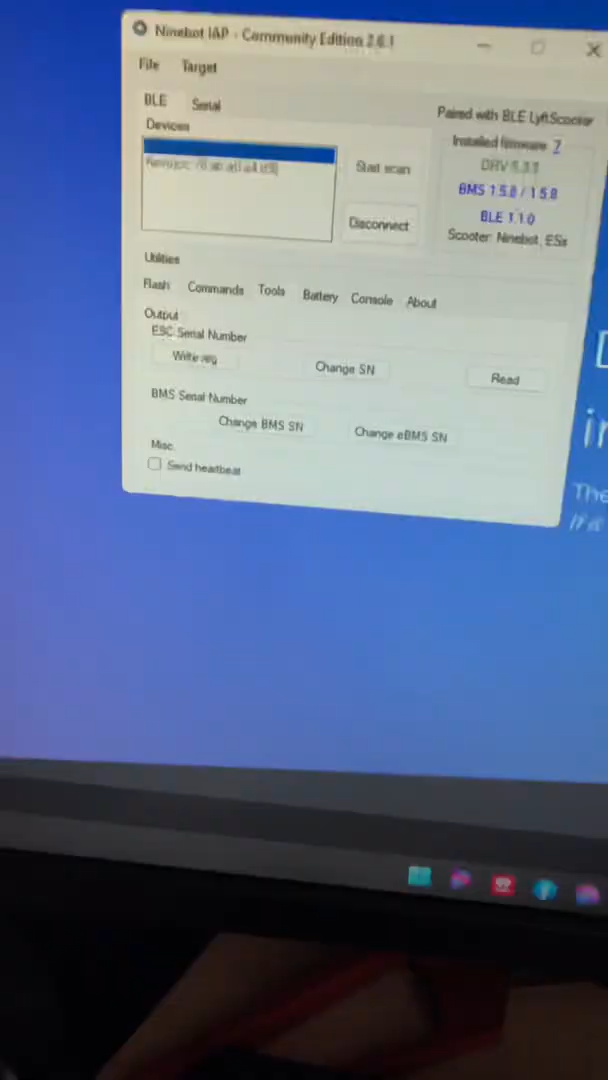 Ninebot IAP - Community Edition 2.6.1
File Target
BLE Serial
Paired with BLE LyftScooter
Devices
Installed firmware ?
Start scan
BMS 1.5.8 / 1.5.8
BLE 1.1.0
Disconnect
Scooter: Ninebot, ESx
Utilities
Flash Commands Tools Battery Console About
Output
ESC Serial Number
Write reg
Change SN
Read
BMS Serial Number
Change BMS SN
Change eBMS SN
Misc.
Send heartbeat
The